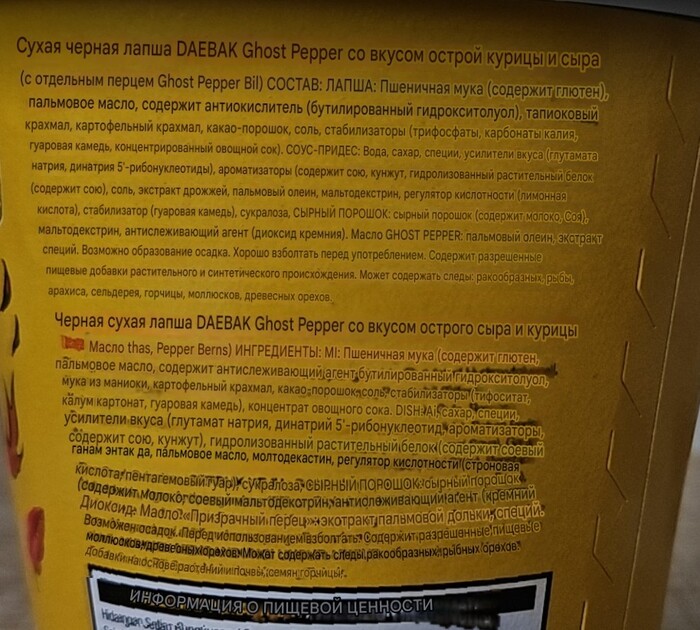 Сухая черная лапша DAEBAK Ghost Pepper со вкусом острой курицы и сыра
(с отдельным перцем Ghost Pepper Bil) СОСТАВ: ЛАПША: Пшеничная мука (содержит глютен),
пальмовое масло, содержит антиокислитель (бутилированный гидрокситолуол), тапиоковый
крахмал, картофельный крахмал, какао-порошок, соль, стабилизаторы (трифосфаты, карбонаты калия,
гуаровая камедь, концентрированный овощной сок). СОУС-ПРИДЕС: Вода, сахар, специи, усилители вкуса (глутамата
натрия, динатрия 5'-рибонуклеотиды), ароматизаторы (содержит сою, кунжут, гидролизованный растительный белок
(содержит сою), соль, экстракт дрожжей, пальмовый олеин, мальтодекстрин, регулятор кислотности (лимонная
кислота), стабилизатор (гуаровая камедь), сукралоза, СЫРНЫЙ ПОРОШОК: сырный порошок (содержит молоко, Соя),
мальтодекстрин, антислеживающий агент (диоксид кремния). Масло GHOST PEPPER: пальмовый олеин, экстракт
специй. Возможно образование осадка. Хорошо взболтать перед употреблением. Содержит разрешенные
пищевые добавки растительного и синтетического происхождения. Может содержать следы: ракообразных, рыбы,
арахиса, сельдерея, горчицы, моллюсков, древесных орехов.
Черная сухая лапша DAEBAK Ghost Pepper со вкусом острого сыра и курицы
Масло thas, Pepper Berns) ИНГРЕДИЕНТЫ: MI: Пшеничная мука (содержит глютен,
пальмовое масло, содержит антислеживающий агент бутилированный гидрокситолуол,
мука из маниоки, картофельный крахмал, какао-порошок, соль, стабилизаторы (тифоситат,
калум картонат, гуаровая камедь), концентрат овощного сока. DISH Ai, сахар, специи,
усилители вкуса (глутамат натрия, динатрий 5'-рибонуклеотид, ароматизаторы,
содержит сою, кунжут), гидролизованный растительный белок (содержит соевый
ганам энтак да, пальмовое масло, молтодекастин, регулятор кислотности (строновая
кислота/пентагемовый СЫРНЫЙ ПОРОШОК: сырный порошок
(содержит молоко, соевый мальтодекстрин, антислеживающий агент (кремний
Диоксид: Масло: «Призрачный перец» экотракт пальмовой дольки, специй.
Возможен осадок. Перед использованием взболтать. Содержит разрешенные пищевые
Может содержать следы ракообразных рыбных орехов.
добавки на основе
ИНФОРМАЦИЯ О ПИЩЕВОЙ ЦЕННОСТИ